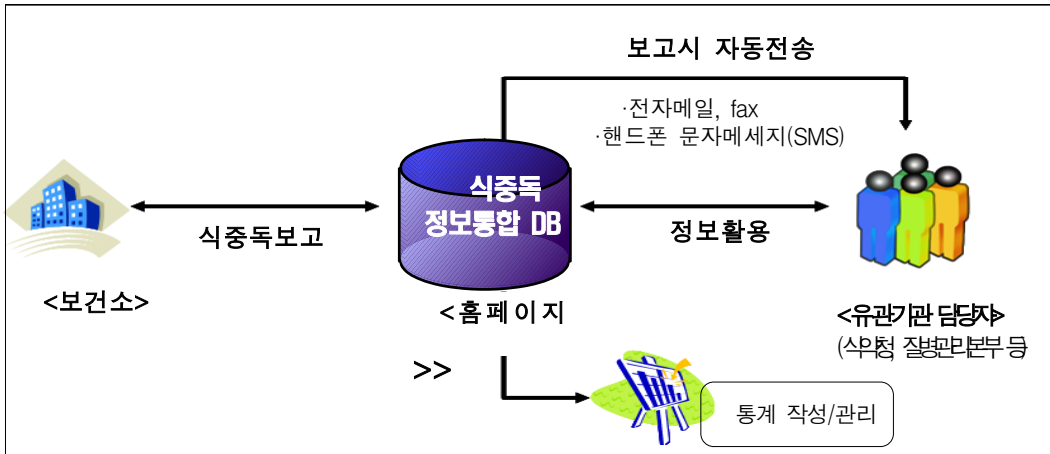 보고시 자동전송
·전자메일, fax
·핸드폰 문자메세지(SMS)
식중독
정보통합 DB
식중독보고
정보활용
<보건소>
<홈페이지
>>
<유관기관 담당자>
(식의청, 질병관리본부 등)
통계 작성/관리